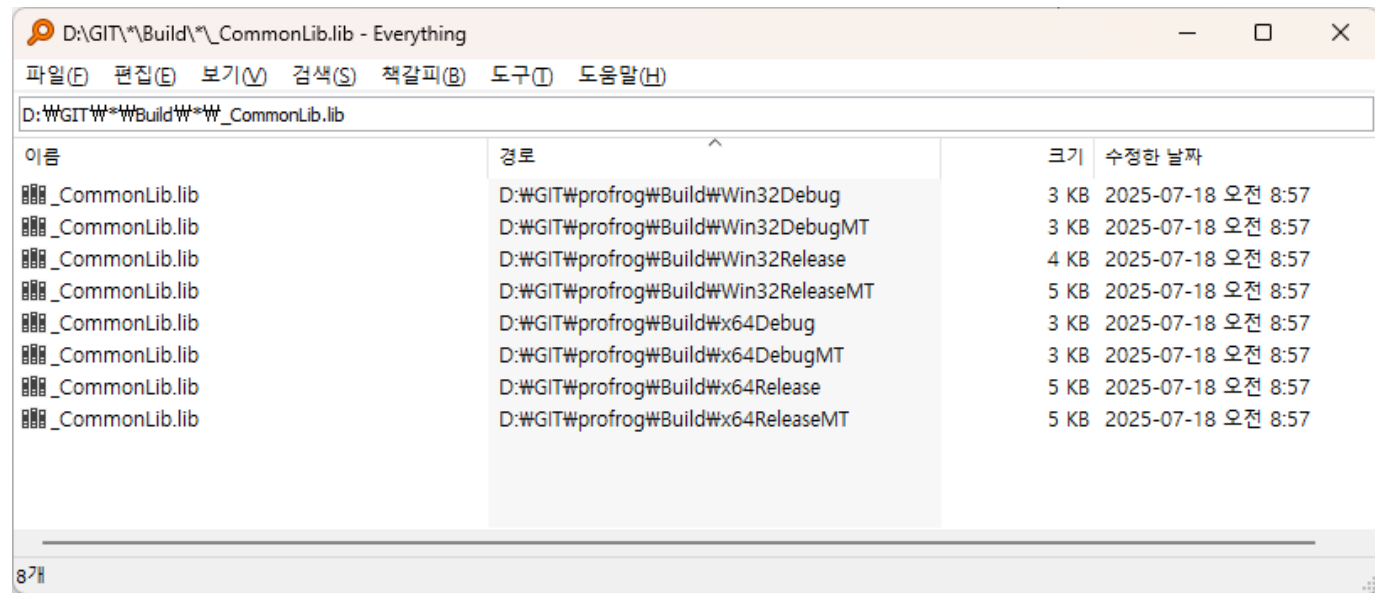 D:\GIT\*\Build\*\_CommonLib.lib - Everything
파일(F) 편집(E) 보기(V) 검색(S) 책갈피(B) 도구(T) 도움말(H)
D:₩GIT₩*₩Build₩*₩_CommonLib.lib
이름 경로 크기 수정한 날짜
_CommonLib.lib D:₩GIT₩profrog₩Build₩Win32Debug 3 KB 2025-07-18 오전 8:57
_CommonLib.lib D:₩GIT₩profrog₩Build₩Win32DebugMT 3 KB 2025-07-18 오전 8:57
_CommonLib.lib D:₩GIT₩profrog₩Build₩Win32Release 4 KB 2025-07-18 오전 8:57
_CommonLib.lib D:₩GIT₩profrog₩Build₩Win32ReleaseMT 5 KB 2025-07-18 오전 8:57
_CommonLib.lib D:₩GIT₩profrog₩Build₩x64Debug 3 KB 2025-07-18 오전 8:57
_CommonLib.lib D:₩GIT₩profrog₩Build₩x64DebugMT 3 KB 2025-07-18 오전 8:57
_CommonLib.lib D:₩GIT₩profrog₩Build₩x64Release 5 KB 2025-07-18 오전 8:57
_CommonLib.lib D:₩GIT₩profrog₩Build₩x64ReleaseMT 5 KB 2025-07-18 오전 8:57
8개